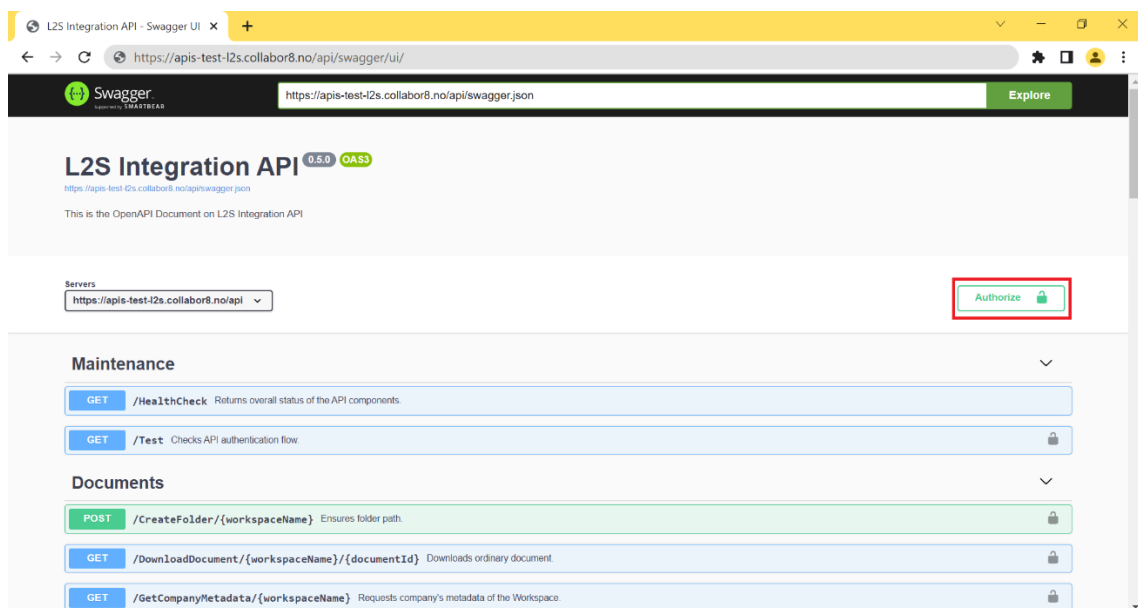 L2S Integration API - Swagger UI
https://apis-test-l2s.collabor8.no/api/swagger/ui/
Swagger.
Supported by SMARTBEAR
https://apis-test-l2s.collabor8.no/api/swagger.json
Explore
L2S Integration API 0.5.0 OAS3
https://apis-test-l2s.collabor8.no/api/swagger.json
This is the OpenAPI Document on L2S Integration API
Servers
https://apis-test-l2s.collabor8.no/api
Authorize
Maintenance
GET /HealthCheck Returns overall status of the API components.
GET /Test Checks API authentication flow.
Documents
POST /CreateFolder/{workspaceName} Ensures folder path.
GET /DownloadDocument/{workspaceName}/{documentId} Downloads ordinary document.
GET /GetCompanyMetadata/{workspaceName} Requests company's metadata of the Workspace.